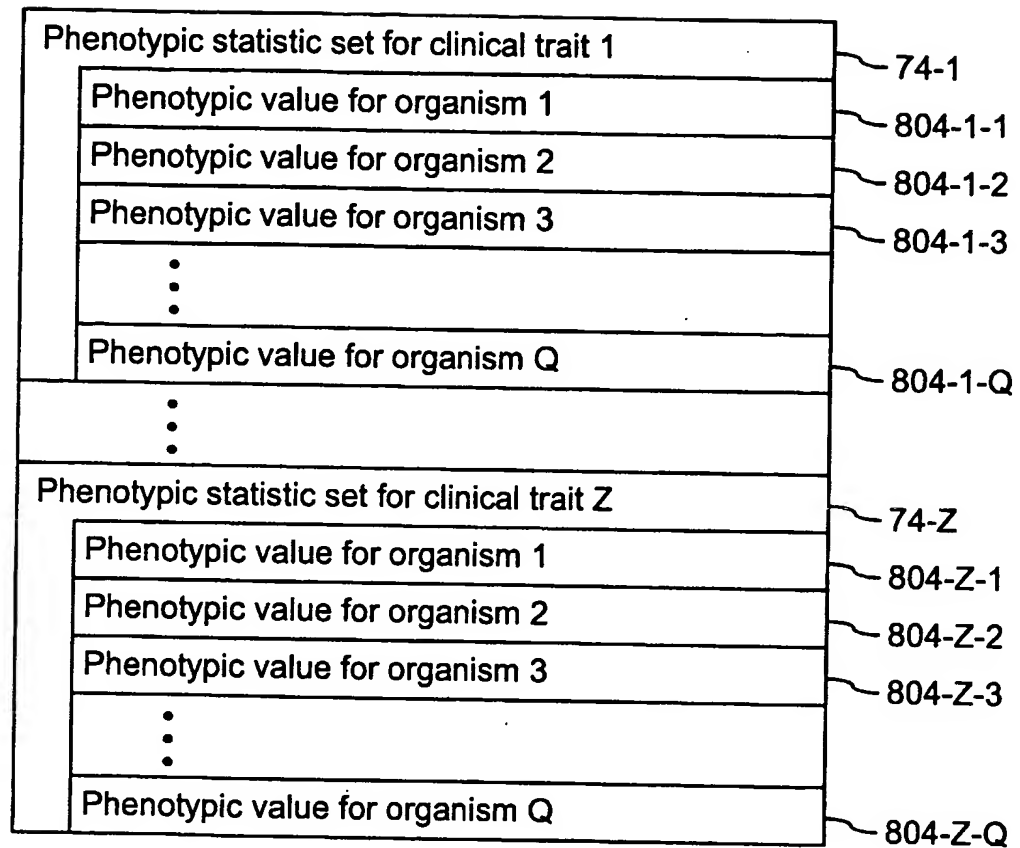 Phenotypic statistic set for clinical trait 1
74-1
Phenotypic value for organism 1
804-1-1
Phenotypic value for organism 2
804-1-2
Phenotypic value for organism 3
804-1-3
Phenotypic value for organism Q
804-1-Q
Phenotypic statistic set for clinical trait Z
74-Z
Phenotypic value for organism 1
804-Z-1
Phenotypic value for organism 2
804-Z-2
Phenotypic value for organism 3
804-Z-3
Phenotypic value for organism Q
804-Z-Q